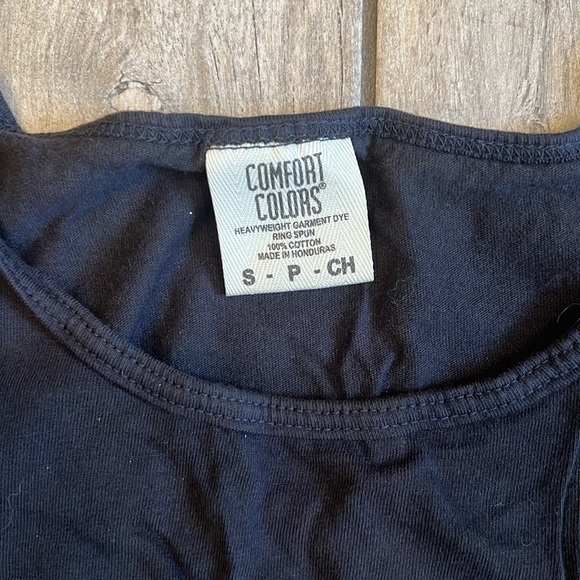 COMFORT
COLORS®
HEAVYWEIGHT GARMENT DYE
RING SPUN
100% COTTON
MADE IN HONDURAS
S - P - CH